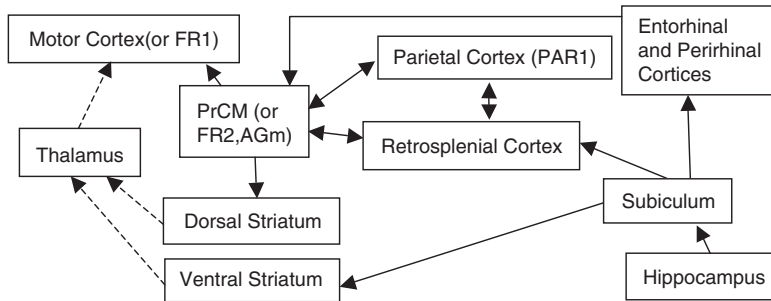 Motor Cortex(or FR1)
Parietal Cortex (PAR1)
Entorhinal
and Perirhinal
Cortices
PrCM (or
FR2,AGm)
Thalamus
Retrosplenial Cortex
Dorsal Striatum
Subiculum
Ventral Striatum
Hippocampus